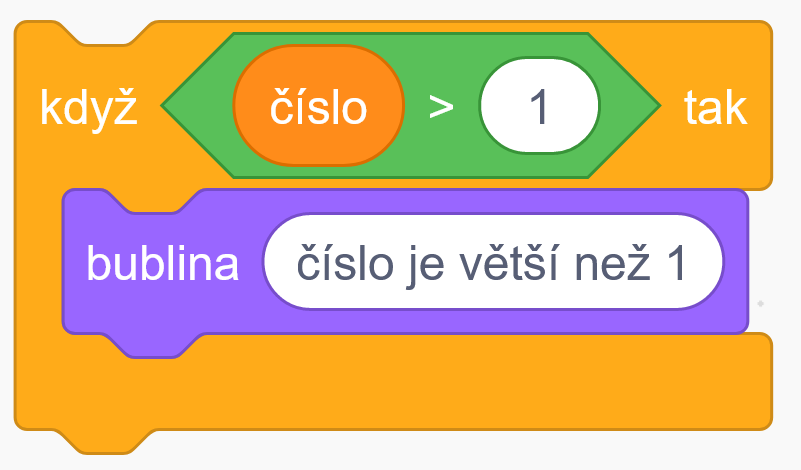 když číslo > 1 tak
bublina číslo je větší než 1